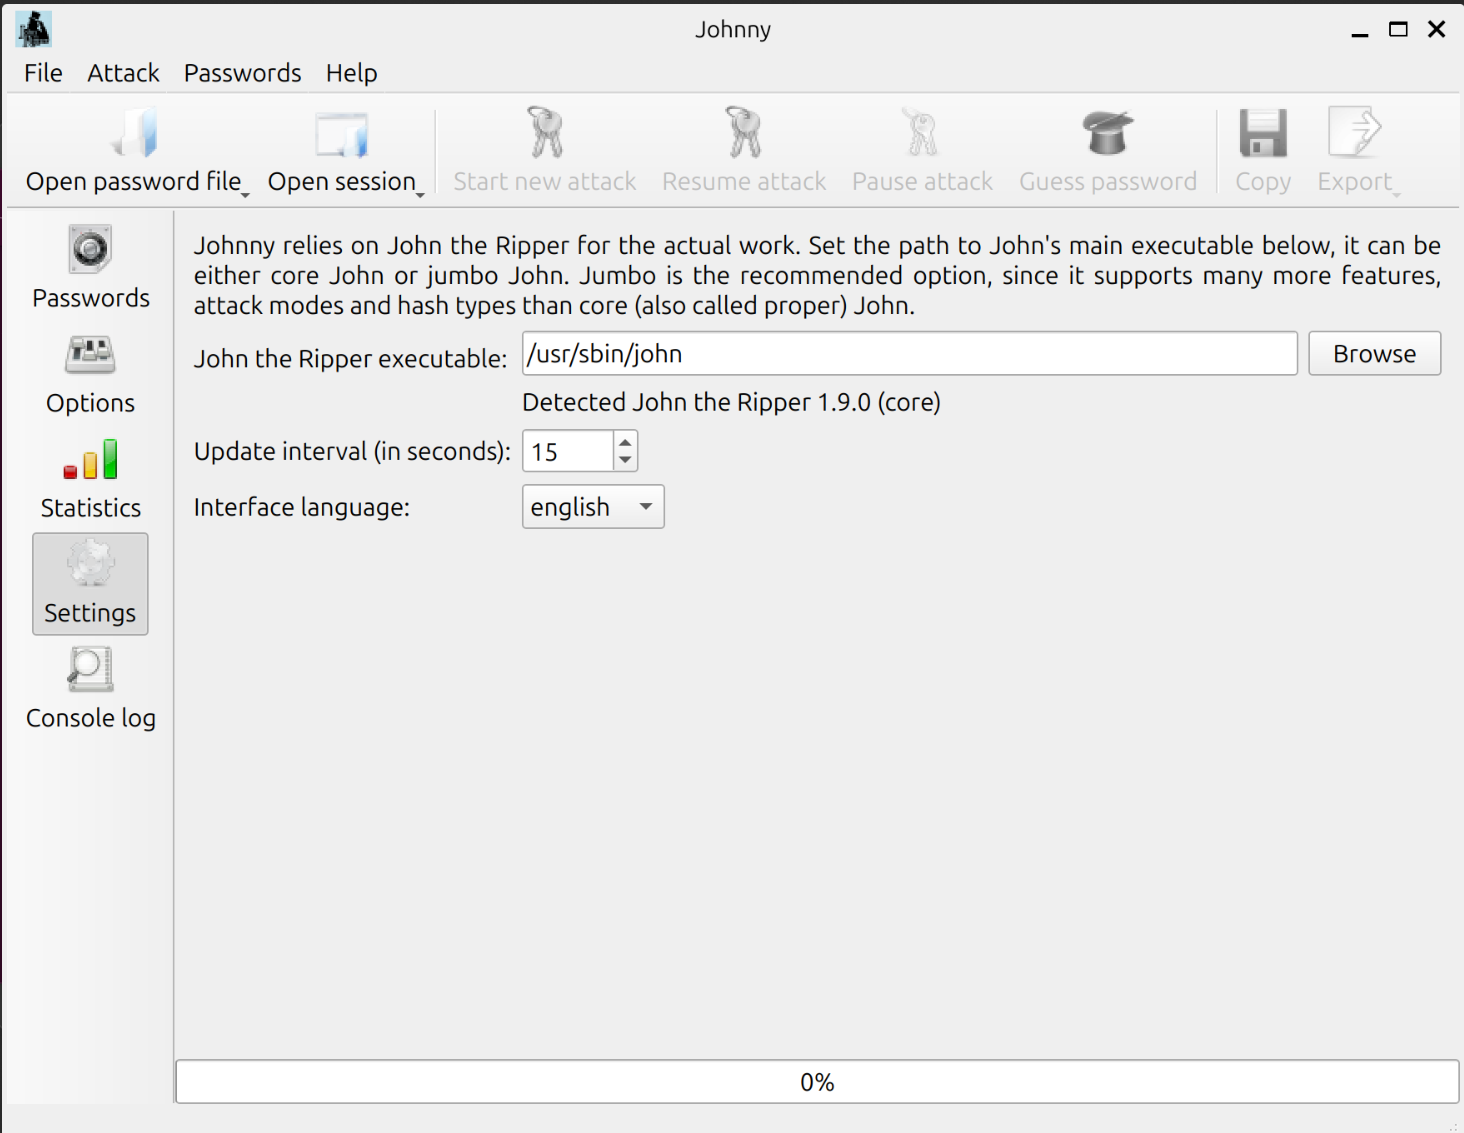 Johnny
File Attack Passwords Help
Open password file Open session Start new attack Resume attack Pause attack Guess password Copy Export
Passwords
Options
Statistics
Settings
Console log
Johnny relies on John the Ripper for the actual work. Set the path to John's main executable below, it can be
either core John or jumbo John. Jumbo is the recommended option, since it supports many more features,
attack modes and hash types than core (also called proper) John.
John the Ripper executable: /usr/sbin/john Browse
Detected John the Ripper 1.9.0 (core)
Update interval (in seconds): 15
Interface language: english
0%